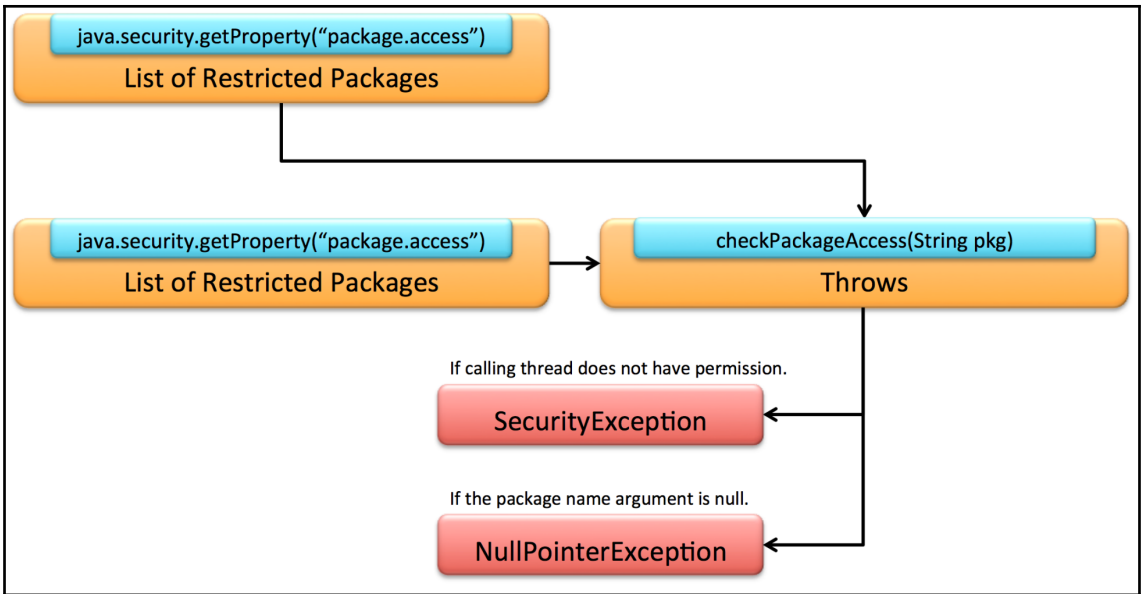 java.security.getProperty(“package.access”)
List of Restricted Packages
java.security.getProperty(“package.access”)
List of Restricted Packages
checkPackageAccess(String pkg)
Throws
If calling thread does not have permission.
SecurityException
If the package name argument is null.
NullPointerException